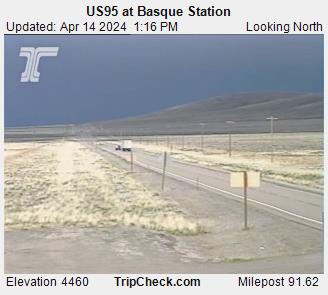 US95 at Basque Station
Updated: Apr 14 2024 1:16 PM Looking North
Elevation 4460 TripCheck.com Milepost 91.62